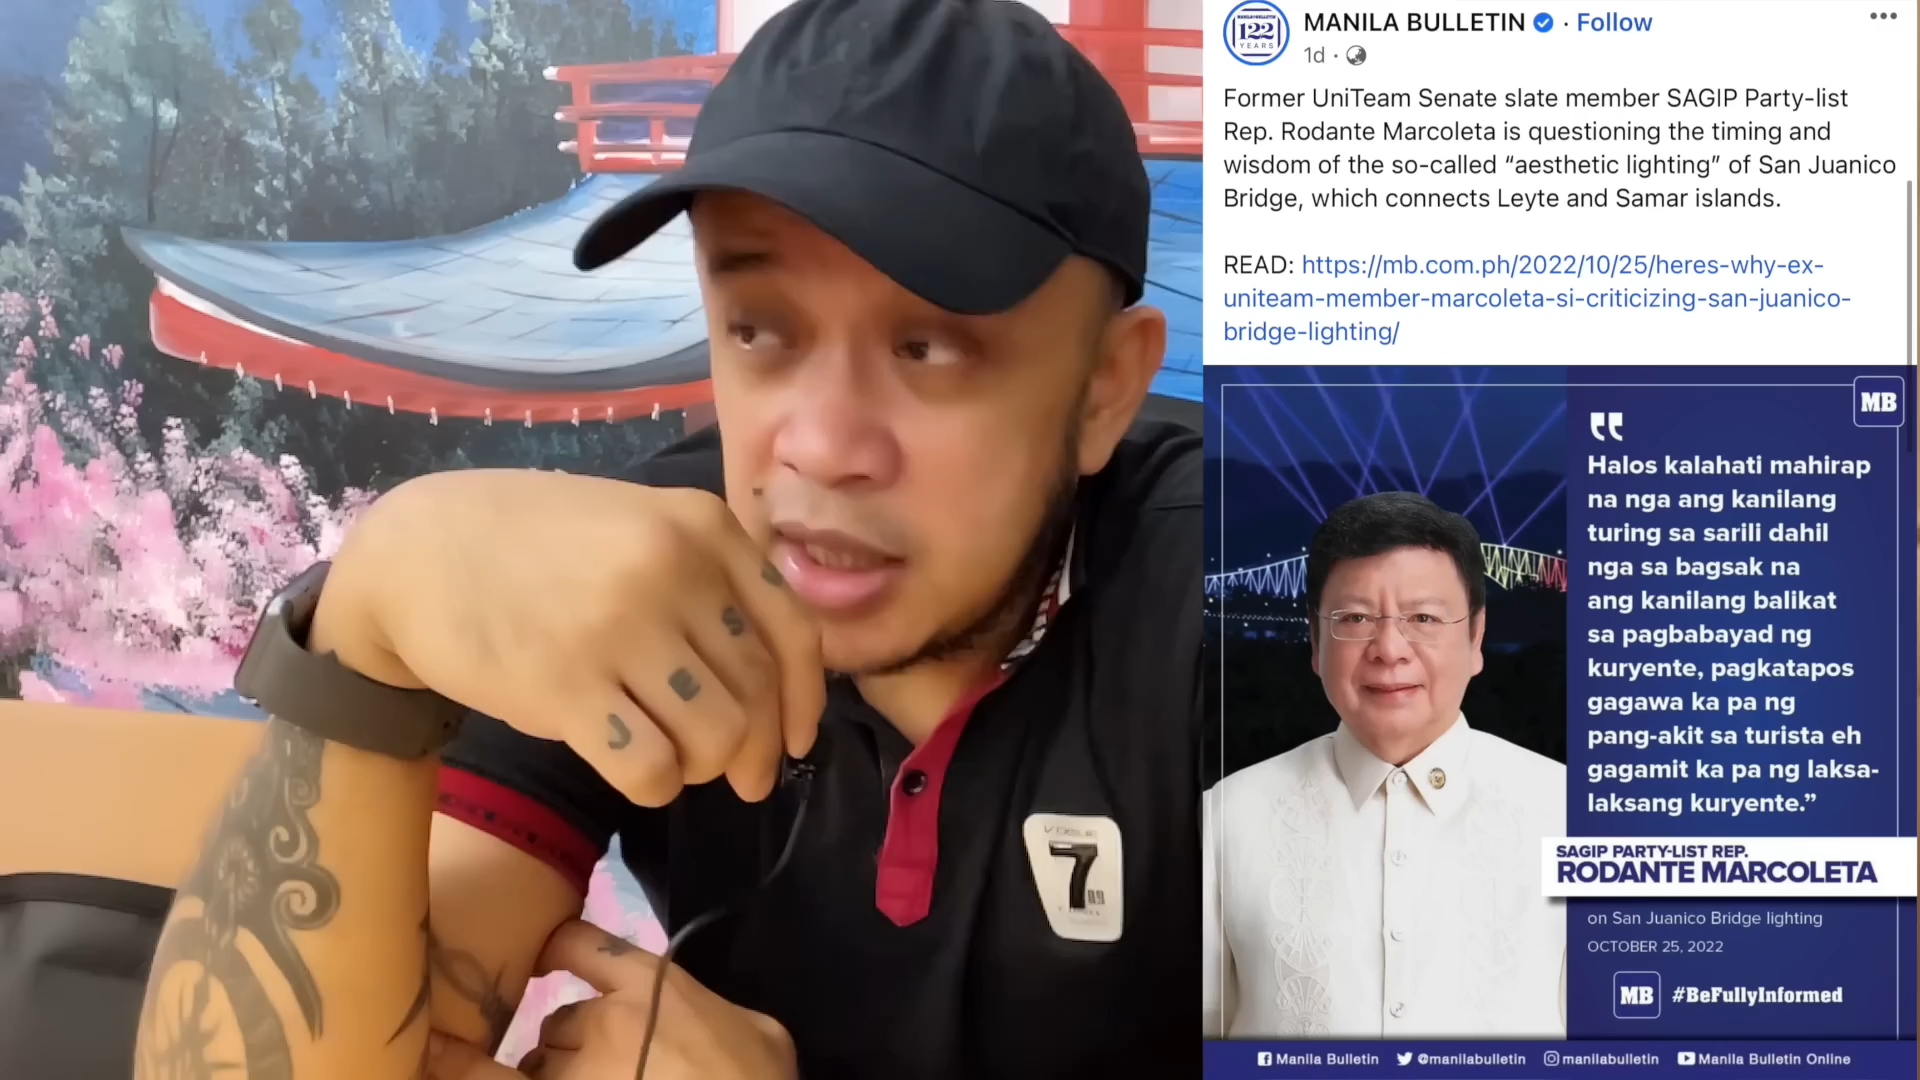 MANILA BULLETIN · Follow
1d ·
MANILA BULLETIN
122
YEARS
Former UniTeam Senate slate member SAGIP Party-list
Rep. Rodante Marcoleta is questioning the timing and
wisdom of the so-called “aesthetic lighting” of San Juanico
Bridge, which connects Leyte and Samar islands.
READ: https://mb.com.ph/2022/10/25/heres-why-ex-
uniteam-member-marcoleta-si-criticizing-san-juanico-
bridge-lighting/
MB
Halos kalahati mahirap
na nga ang kanilang
turing sa sarili dahil
nga sa bagsak na
ang kanilang balikat
sa pagbabayad ng
kuryente, pagkatapos
gagawa ka pa ng
pang-akit sa turista eh
gagamit ka pa ng laksa-
laksang kuryente.”
SAGIP PARTY-LIST REP.
RODANTE MARCOLETA
on San Juanico Bridge lighting
OCTOBER 25, 2022
MB #BeFullyInformed
Manila Bulletin @manilabulletin manilabulletin Manila Bulletin Online
7
89